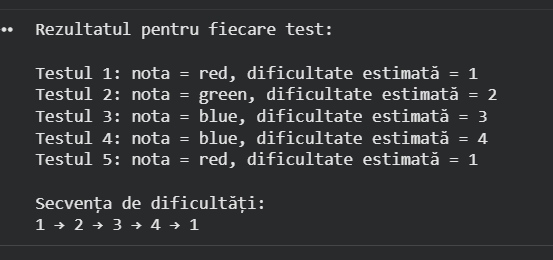 Rezultatul pentru fiecare test:
Testul 1: nota = red, dificultate estimată = 1
Testul 2: nota = green, dificultate estimată = 2
Testul 3: nota = blue, dificultate estimată = 3
Testul 4: nota = blue, dificultate estimată = 4
Testul 5: nota = red, dificultate estimată = 1
Secvența de dificultăți:
1 → 2 → 3 → 4 → 1